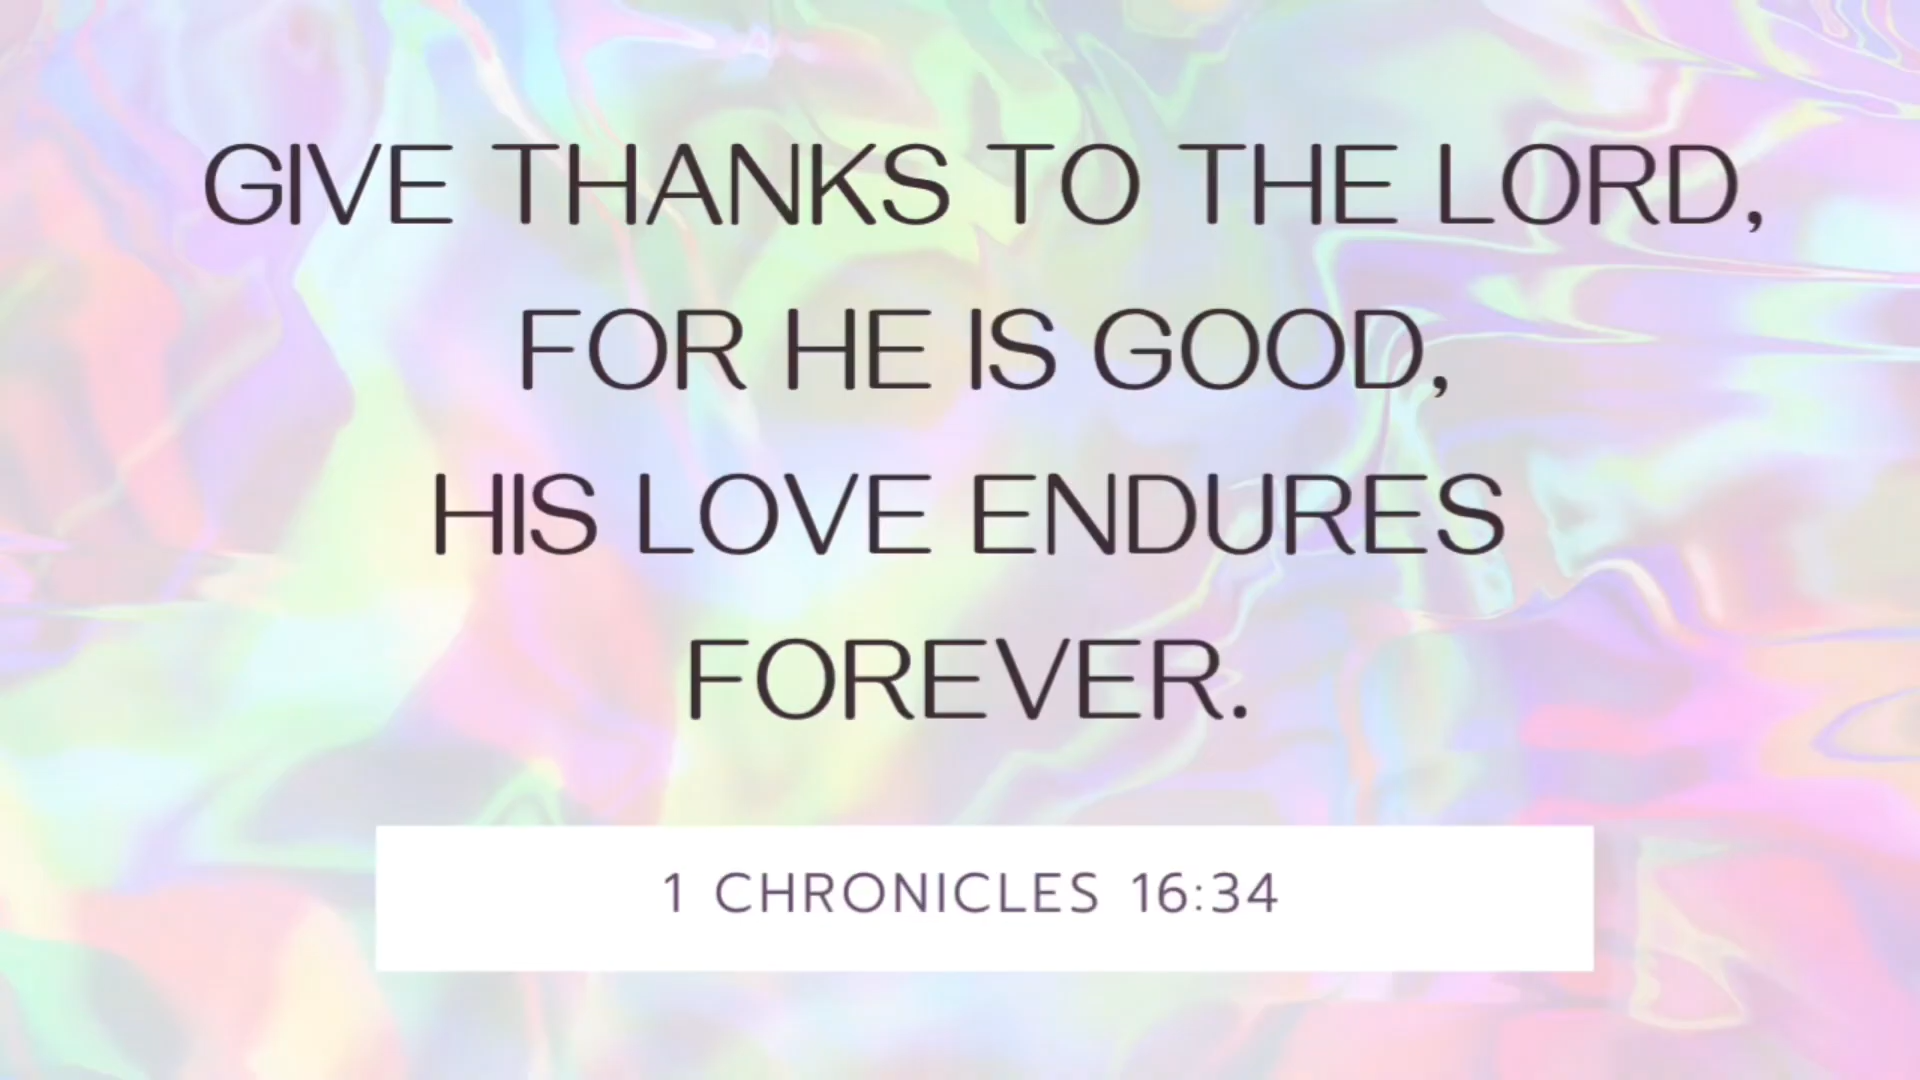 GIVE THANKS TO THE LORD,
FOR HE IS GOOD,
HIS LOVE ENDURES
FOREVER.
1 CHRONICLES 16:34